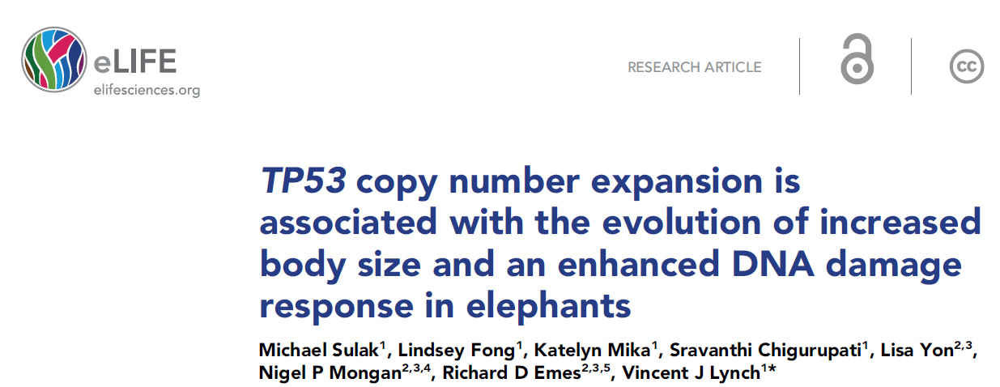 eLIFE
elifesciences.org
RESEARCH ARTICLE
cc
TP53 copy number expansion is
associated with the evolution of increased
body size and an enhanced DNA damage
response in elephants
Michael Sulak1, Lindsey Fong1, Katelyn Mika1, Sravanthi Chigurupati1, Lisa Yon2,3,
Nigel P Mongan2,3,4, Richard D Emes2,3,5, Vincent J Lynch1*